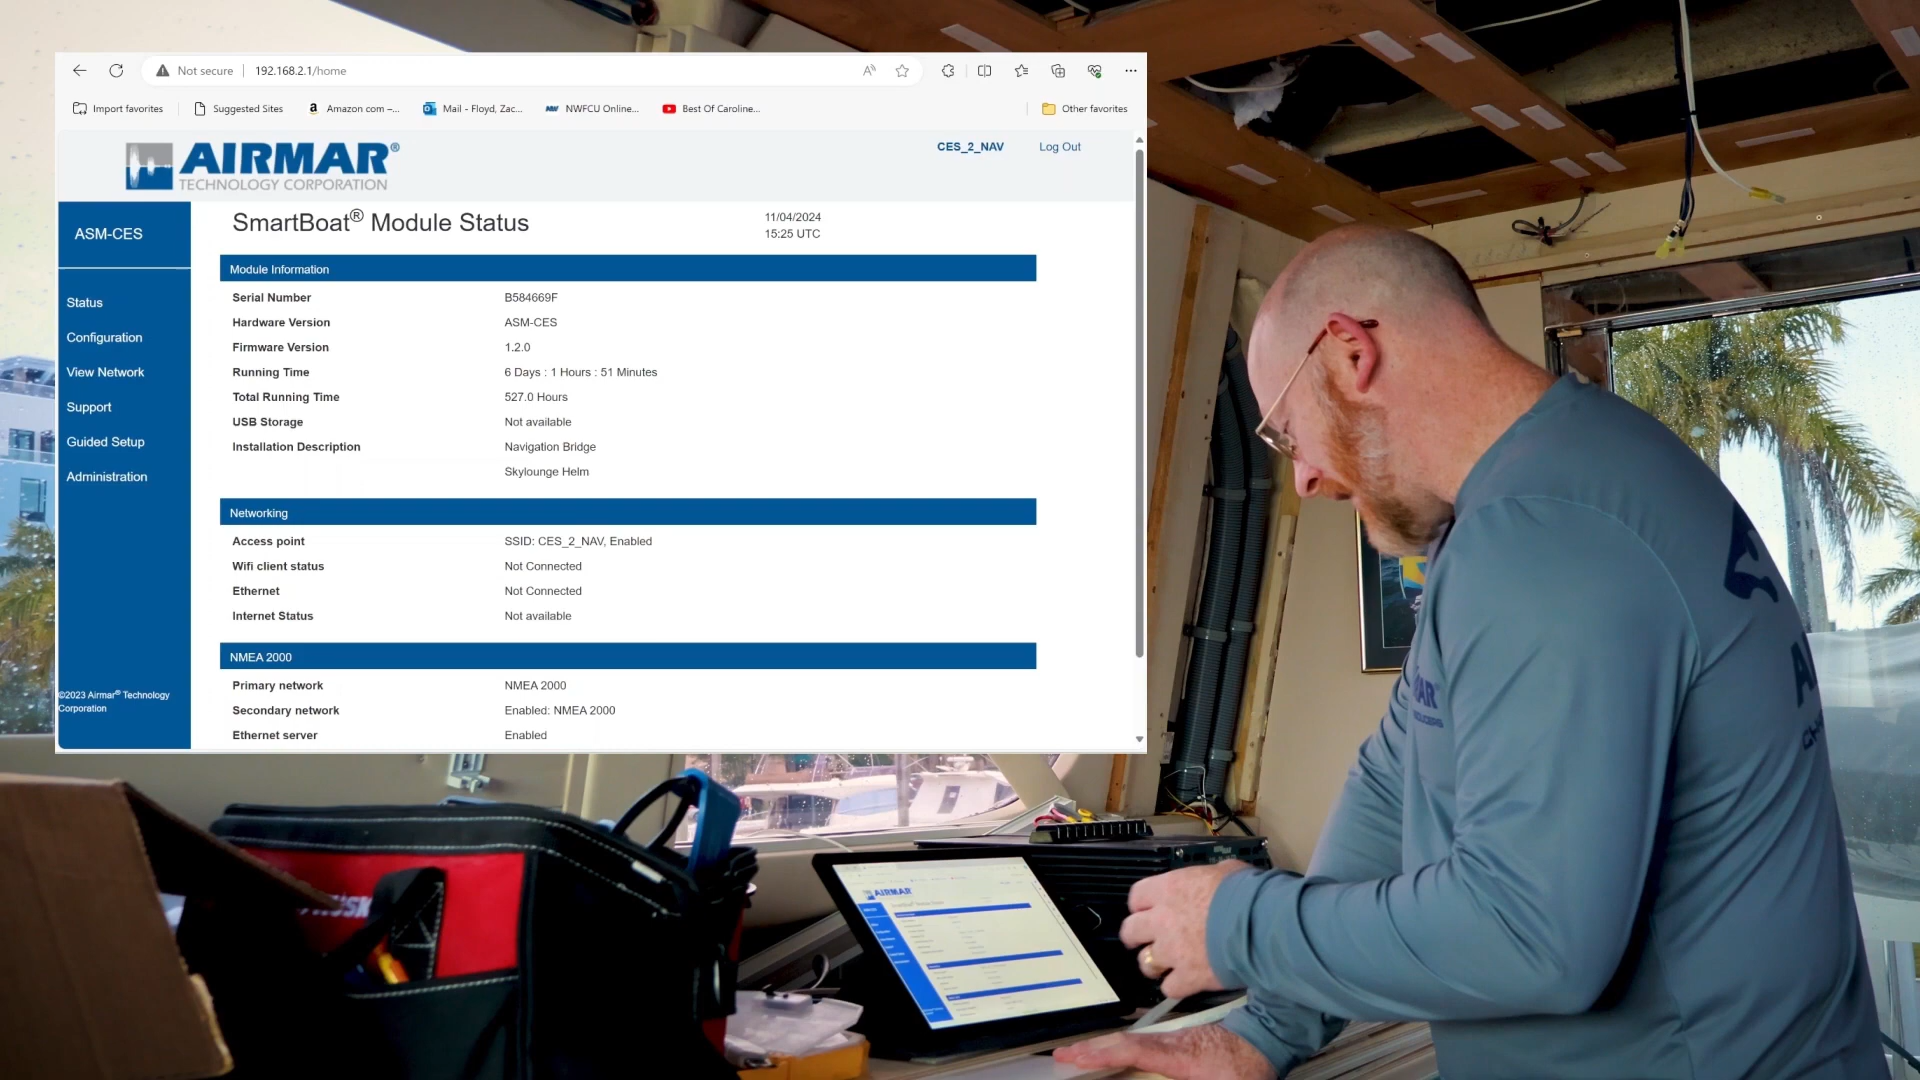 Not secure 192.168.2.1/home
Import favorites Suggested Sites Amazon com –... Mail - Floyd, Zac... NWFCU Online... Best Of Caroline... Other favorites
AIRMAR®
TECHNOLOGY CORPORATION
CES_2_NAV Log Out
ASM-CES
Status
Configuration
View Network
Support
Guided Setup
Administration
©2023 Airmar® Technology
Corporation
SmartBoat® Module Status
11/04/2024
15:25 UTC
Module Information
Serial Number B584669F
Hardware Version ASM-CES
Firmware Version 1.2.0
Running Time 6 Days : 1 Hours : 51 Minutes
Total Running Time 527.0 Hours
USB Storage Not available
Installation Description Navigation Bridge
Skylounge Helm
Networking
Access point SSID: CES_2_NAV, Enabled
Wifi client status Not Connected
Ethernet Not Connected
Internet Status Not available
NMEA 2000
Primary network NMEA 2000
Secondary network Enabled: NMEA 2000
Ethernet server Enabled
AIRMAR